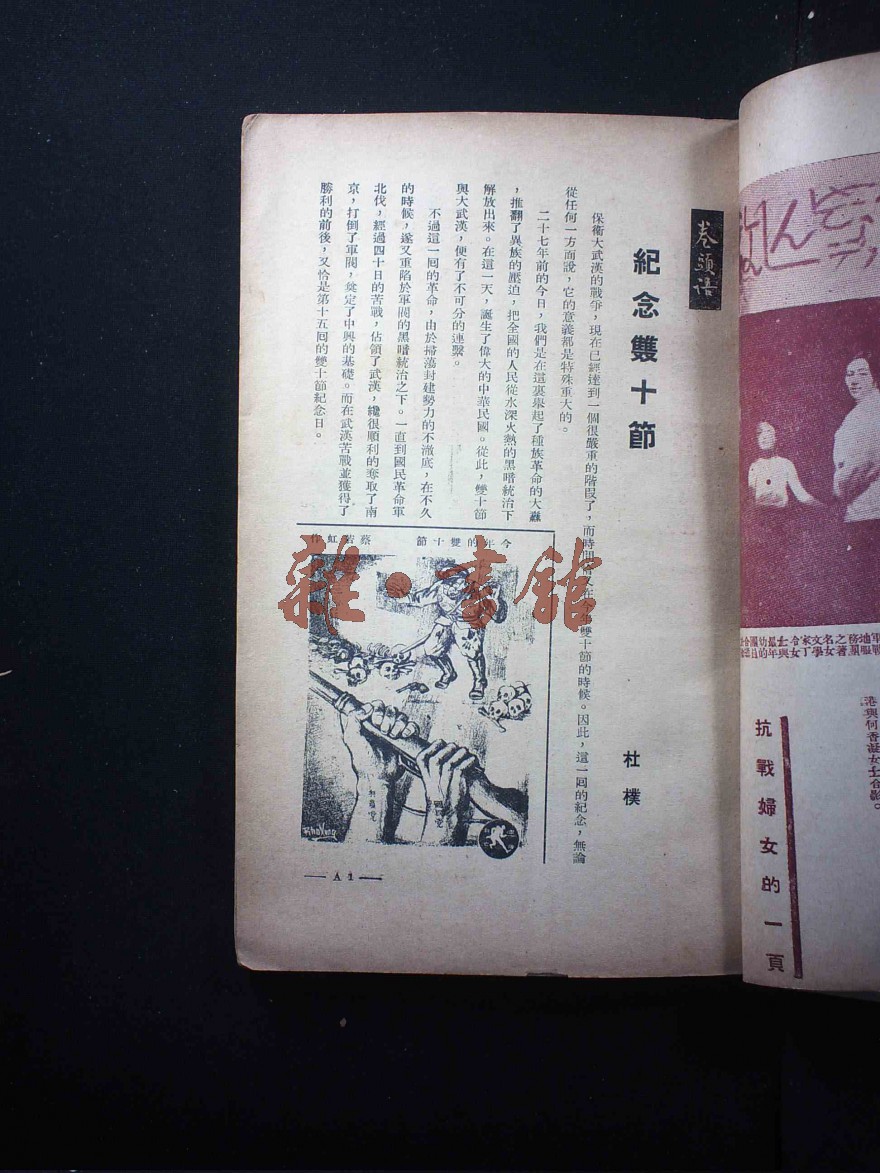 卷頭語
紀念雙十節
杜樸
保衛大武漢的戰爭，現在已經達到一個很嚴重的階段了，而時間
雙十節的時候。因此，這一囘的紀念，無論
從任何一方面說，它的意義都是特殊重大的。
二十七年前的今日，我們是在這裏舉起了種族革命的大纛
，推翻了異族的壓迫，把全國的人民從水深火熱的黑暗統治下
解放出來。在這一天，誕生了偉大的中華民國。從此，雙十節
與大武漢，便有了不可分的連繫。
不過這一囘的革命，由於掃蕩封建勢力的不澈底，在不久
的時候，遂又重陷於軍閥的黑暗統治之下。一直到國民革命軍
北伐，經過四十日的苦戰，佔領了武漢，纔很順利的奪取了南
京，打倒了軍閥，奠定了中興的基礎。而在武漢苦戰並獲得了
勝利的前後，又恰是第十五囘的雙十節紀念日。
今年的雙十節
蔡若虹作
雜·書館
— A 1 —
港與何香凝女士合影。
抗戰婦女的一頁